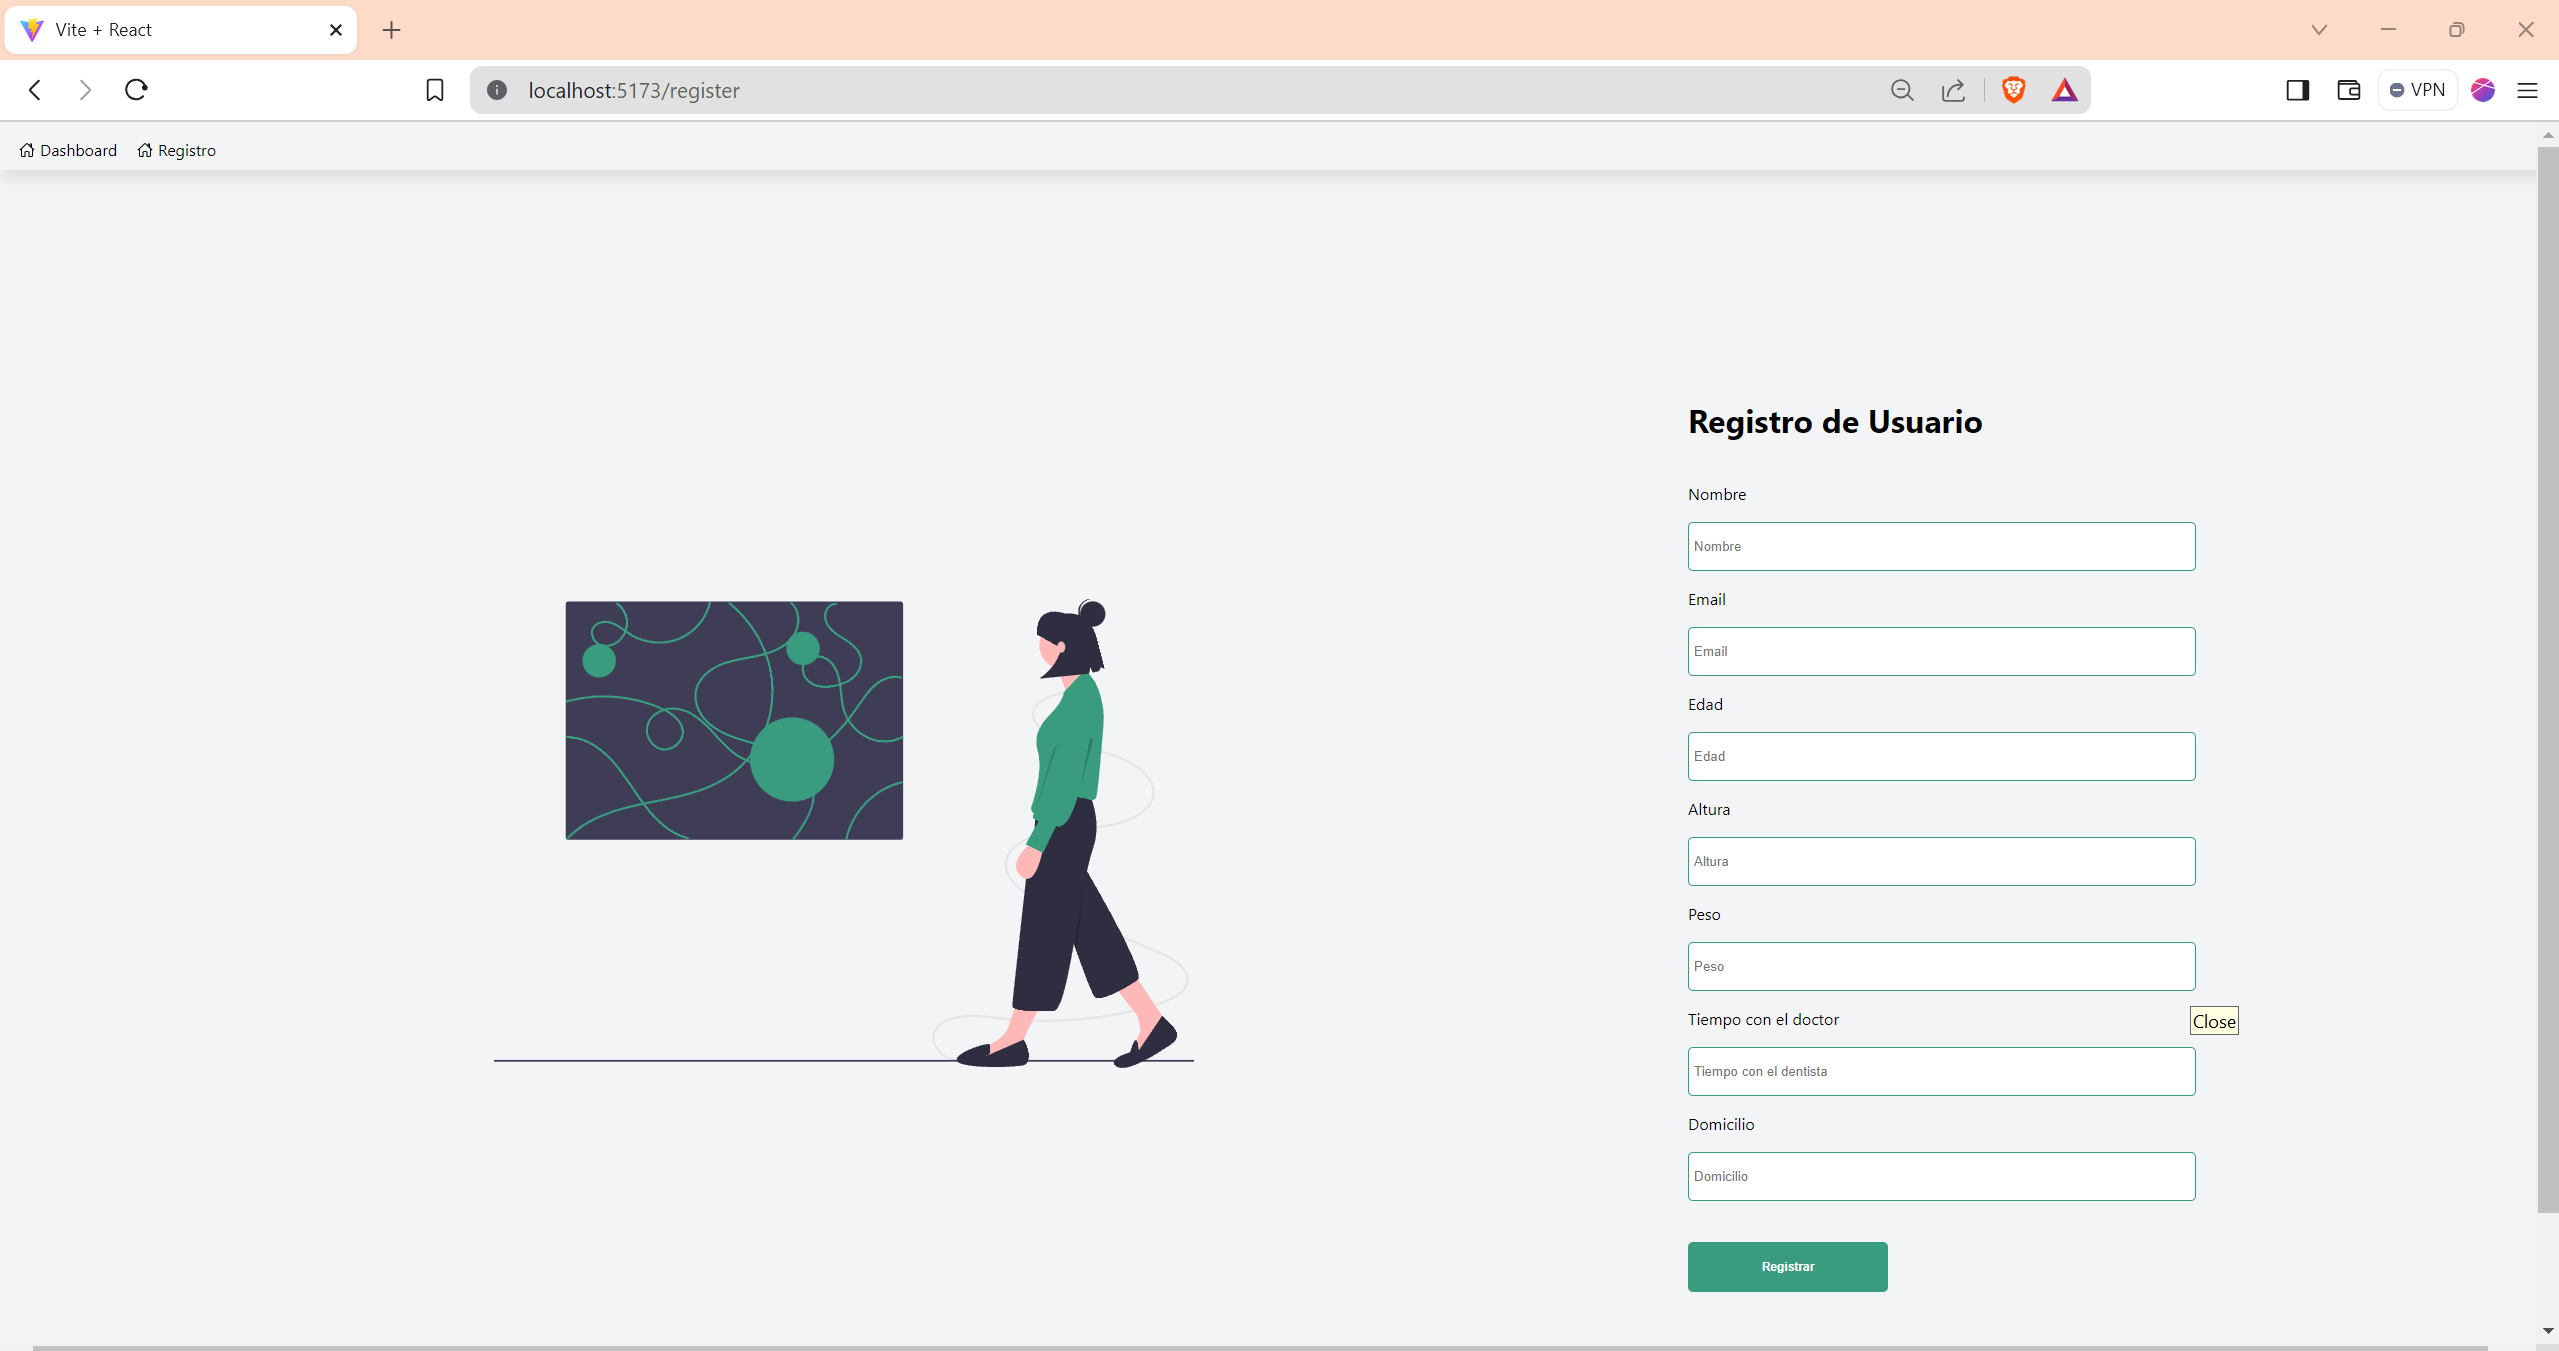 Vite + React
localhost:5173/register
VPN
Dashboard Registro
Registro de Usuario
Nombre
Nombre
Email
Email
Edad
Edad
Altura
Altura
Peso
Peso
Tiempo con el doctor
Close
Tiempo con el dentista
Domicilio
Domicilio
Registrar